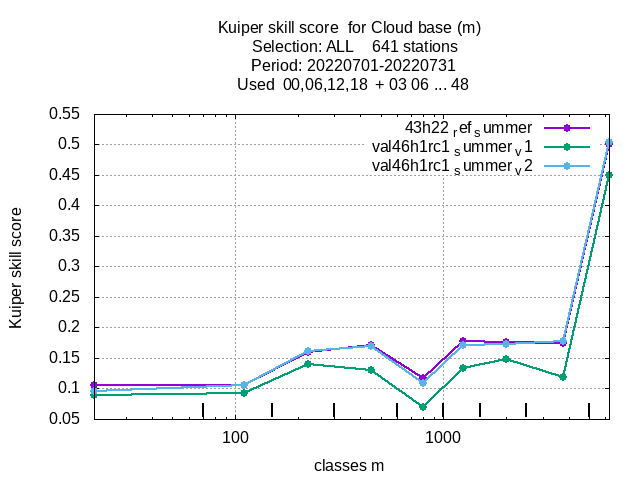 Kuiper skill score  for Cloud base (m)
Selection: ALL    641 stations
Period: 20220701-20220731
Used  00,06,12,18  + 03 06 ... 48
0.55
0.5
0.45
0.4
0.35
0.3
0.25
0.2
0.15
0.1
0.05
Kuiper skill score
43h22 ref summer
val46h1rc1 summer v1
val46h1rc1 summer v2
100
1000
classes m